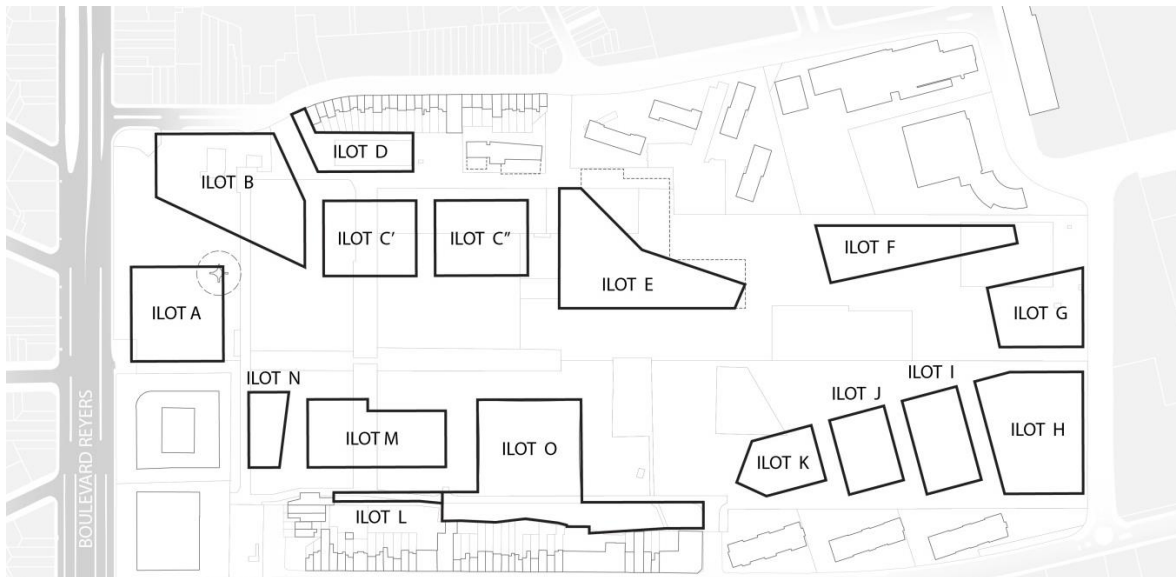 ILOT D
ILOT B
ILOT C'
ILOT C"
ILOT F
ILOT E
ILOT A
ILOT G
ILOT N
ILOT I
ILOT J
ILOT M
ILOT O
ILOT H
ILOT K
ILOT L
BOULEVARD REYERS